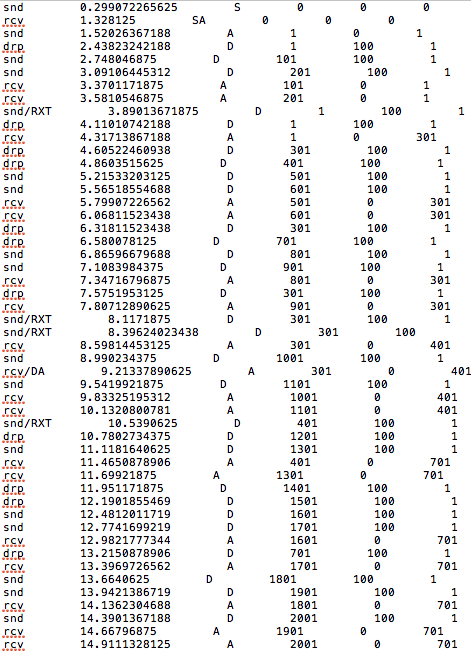 snd 0.299072265625 S 0 0 0
rcv 1.328125 SA 0 0 0
snd 1.52026367188 A 1 0 1
drp 2.43823242188 D 1 100 1
snd 2.748046875 D 101 100 1
snd 3.09106445312 D 201 100 1
rcv 3.3701171875 A 101 0 1
rcv 3.5810546875 A 201 0 1
snd/RXT 3.89013671875 D 1 100 1
drp 4.11010742188 D 1 100 1
rcv 4.31713867188 A 1 0 301
drp 4.60522460938 D 301 100 1
drp 4.8603515625 D 401 100 1
snd 5.21533203125 D 501 100 1
snd 5.56518554688 D 601 100 1
rcv 5.79907226562 A 501 0 301
rcv 6.06811523438 A 601 0 301
drp 6.31811523438 D 301 100 1
drp 6.580078125 D 701 100 1
snd 6.86596679688 D 801 100 1
snd 7.1083984375 D 901 100 1
rcv 7.34716796875 A 801 0 301
drp 7.5751953125 D 301 100 1
rcv 7.80712890625 A 901 0 301
snd/RXT 8.1171875 D 301 100 1
snd/RXT 8.39624023438 D 301 100
rcv 8.59814453125 A 301 0 401
snd 8.990234375 D 1001 100 1
rcv/DA 9.21337890625 A 301 0 401
snd 9.5419921875 D 1101 100 1
rcv 9.83325195312 A 1001 0 401
rcv 10.1320800781 A 1101 0 401
snd/RXT 10.5390625 D 401 100 1
drp 10.7802734375 D 1201 100 1
snd 11.1181640625 D 1301 100 1
rcv 11.4650878906 A 401 0 701
rcv 11.69921875 A 1301 0 701
drp 11.951171875 D 1401 100 1
drp 12.1901855469 D 1501 100 1
snd 12.4812011719 D 1601 100 1
snd 12.7741699219 D 1701 100 1
rcv 12.9821777344 A 1601 0 701
drp 13.2150878906 D 701 100 1
rcv 13.3969726562 A 1701 0 701
snd 13.6640625 D 1801 100 1
snd 13.9421386719 D 1901 100 1
rcv 14.1362304688 A 1801 0 701
snd 14.3901367188 D 2001 100 1
rcv 14.66796875 A 1901 0 701
rcv 14.9111328125 A 2001 0 701